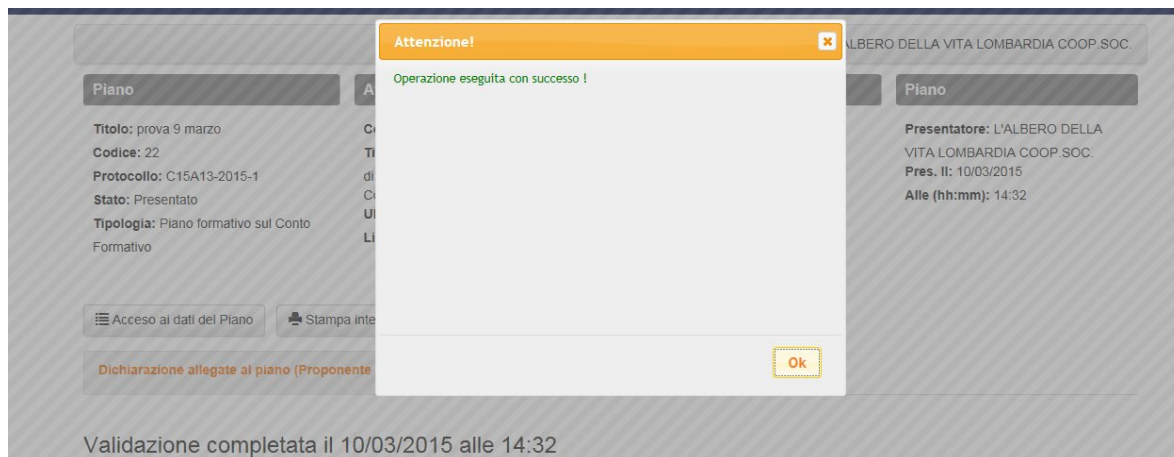 ALBERO DELLA VITA LOMBARDIA COOP.SOC.
Attenzione!
Operazione eseguita con successo !
Ok
Piano
Titolo: prova 9 marzo
Codice: 22
Protocollo: C15A13-2015-1
Stato: Presentato
Tipologia: Piano formativo sul Conto
Formativo
Piano
Presentatore: L'ALBERO DELLA
VITA LOMBARDIA COOP.SOC.
Pres. Il: 10/03/2015
Alle (hh:mm): 14:32
Acceso ai dati del Piano
Stampa inte
Dichiarazione allegate al piano (Proponente
Validazione completata il 10/03/2015 alle 14:32